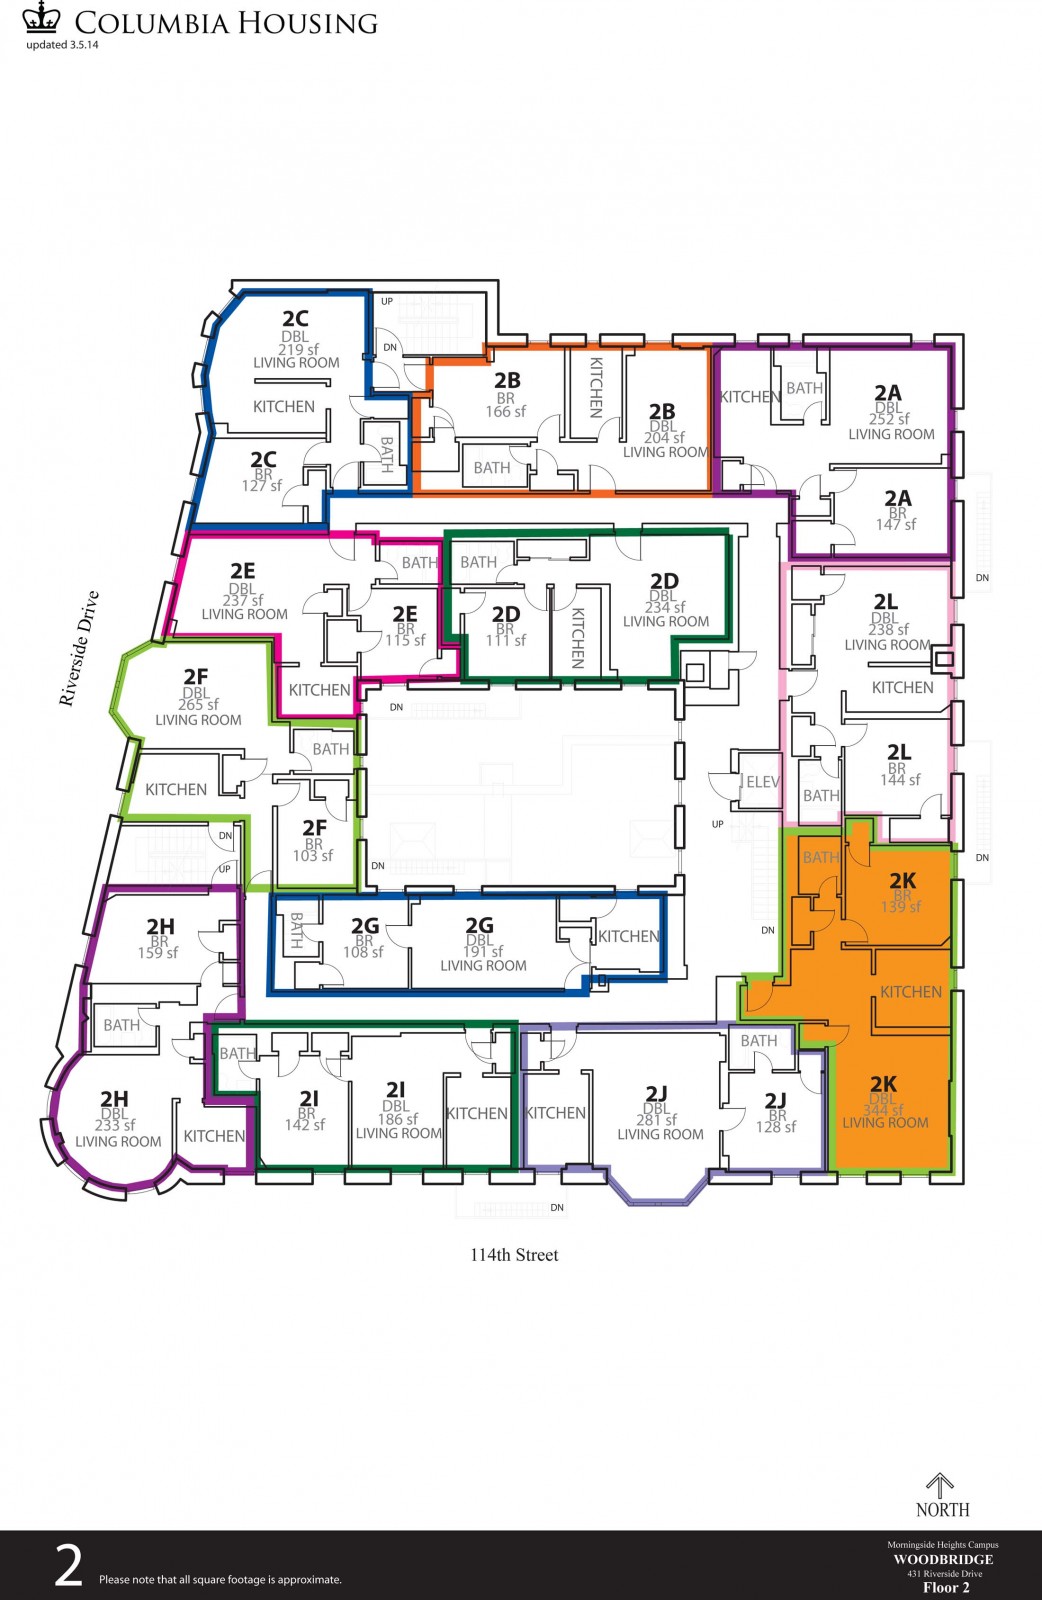 COLUMBIA HOUSING
updated 3.5.14
2C
DBL
219 sf
LIVING ROOM
KITCHEN
2C
BR
127 sf
BATH
UP
DN
2B
BR
166 sf
KITCHEN
2B
DBL
204 sf
LIVING ROOM
BATH
KITCHEN
BATH
2A
DBL
252 sf
LIVING ROOM
2A
BR
147 sf
DN
2E
DBL
237 sf
LIVING ROOM
BATH
2E
BR
115 sf
KITCHEN
BATH
2D
BR
111 sf
KITCHEN
2D
DBL
234 sf
LIVING ROOM
2L
DBL
238 sf
LIVING ROOM
KITCHEN
2L
BR
144 sf
BATH
Riverside Drive
2F
DBL
265 sf
LIVING ROOM
BATH
KITCHEN
2F
BR
103 sf
DN
DN
ELEV
UP
DN
UP
DN
DN
BATH
2K
BR
139 sf
KITCHEN
2K
DBL
344 sf
LIVING ROOM
2H
BR
159 sf
BATH
2H
DBL
233 sf
LIVING ROOM
KITCHEN
BATH
2G
BR
108 sf
2G
DBL
191 sf
LIVING ROOM
KITCHEN
DN
BATH
2I
BR
142 sf
2I
DBL
186 sf
LIVING ROOM
KITCHEN
KITCHEN
2J
DBL
281 sf
LIVING ROOM
BATH
2J
BR
128 sf
DN
114th Street
NORTH
2
Please note that all square footage is approximate.
Morningside Heights Campus
WOODBRIDGE
431 Riverside Drive
Floor 2